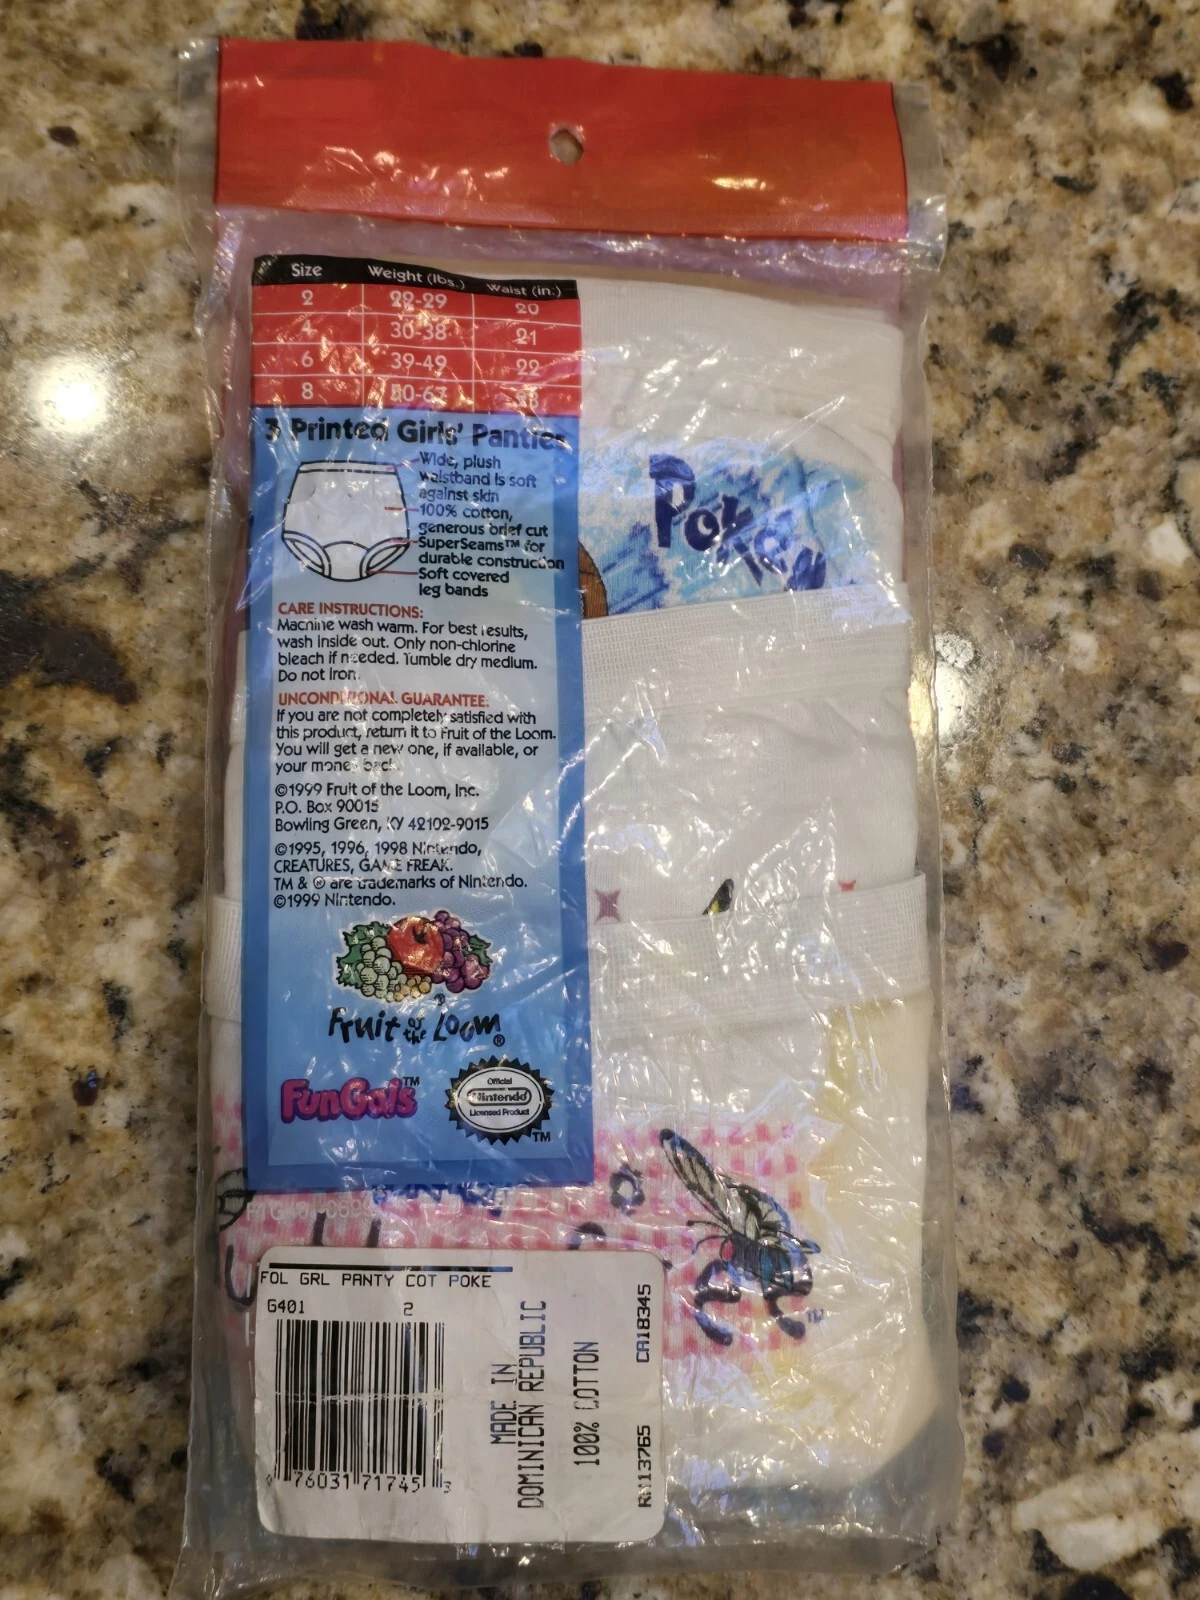 Size Weight (lbs.) Waist (in.)
2 22-29 20
4 30-38 21
6 39-49 22
8 50-67 23
3 Printed Girls' Panties
Wide, plush
waistband is soft
against skin
100% cotton,
generous brief cut
SuperSeams™ for
durable construction
Soft covered
leg bands
CARE INSTRUCTIONS:
Machine wash warm. For best results,
wash inside out. Only non-chlorine
bleach if needed. Tumble dry medium.
Do not iron.
UNCONDITIONAL GUARANTEE:
If you are not completely satisfied with
this product, return it to Fruit of the Loom.
You will get a new one, if available, or
your money back.
©1999 Fruit of the Loom, Inc.
P.O. Box 90015
Bowling Green, KY 42102-9015
©1995, 1996, 1998 Nintendo,
CREATURES, GAME FREAK.
TM & ® are trademarks of Nintendo.
©1999 Nintendo.
Fruit of the Loom®
FunGals™
Official
Nintendo
Licensed Product
TM
Pokém
FOL GRL PANTY COT POKE
G401 2
0 76031 71745 3
MADE IN
DOMINICAN REPUBLIC
100% COTTON
RN13765 CA18345
TM